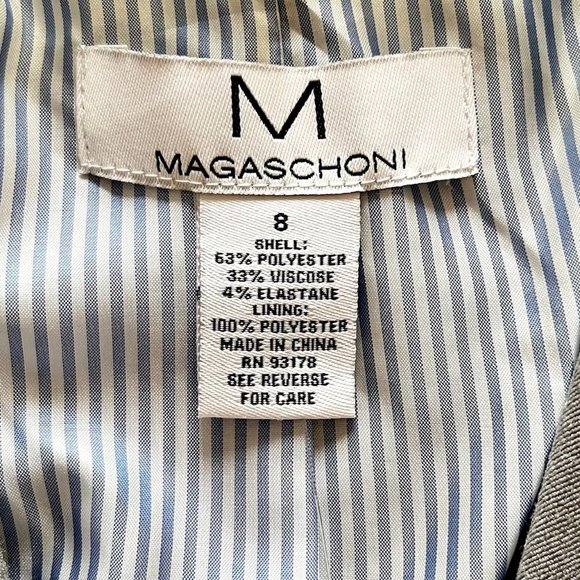 M
MAGASCHONI
8
SHELL:
63% POLYESTER
33% VISCOSE
4% ELASTANE
LINING:
100% POLYESTER
MADE IN CHINA
RN 93178
SEE REVERSE
FOR CARE